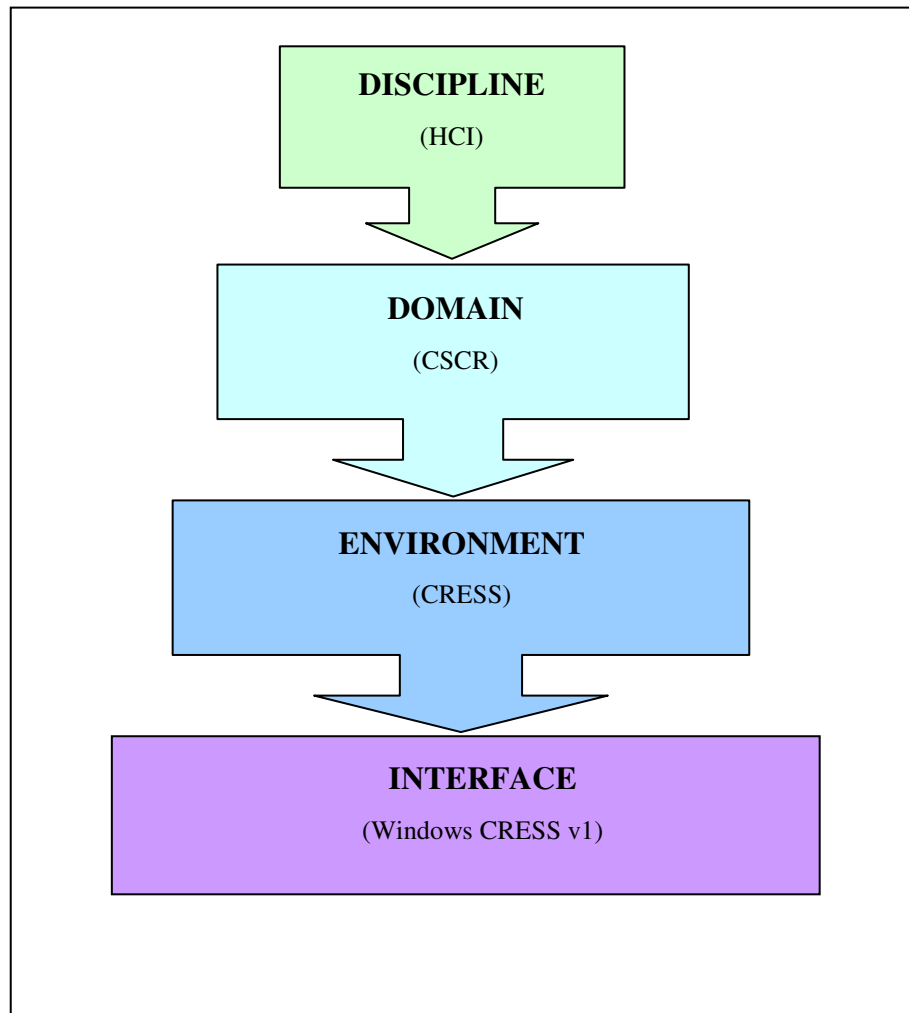 DISCIPLINE
(HCI)
DOMAIN
(CSCR)
ENVIRONMENT
(CRESS)
INTERFACE
(Windows CRESS v1)